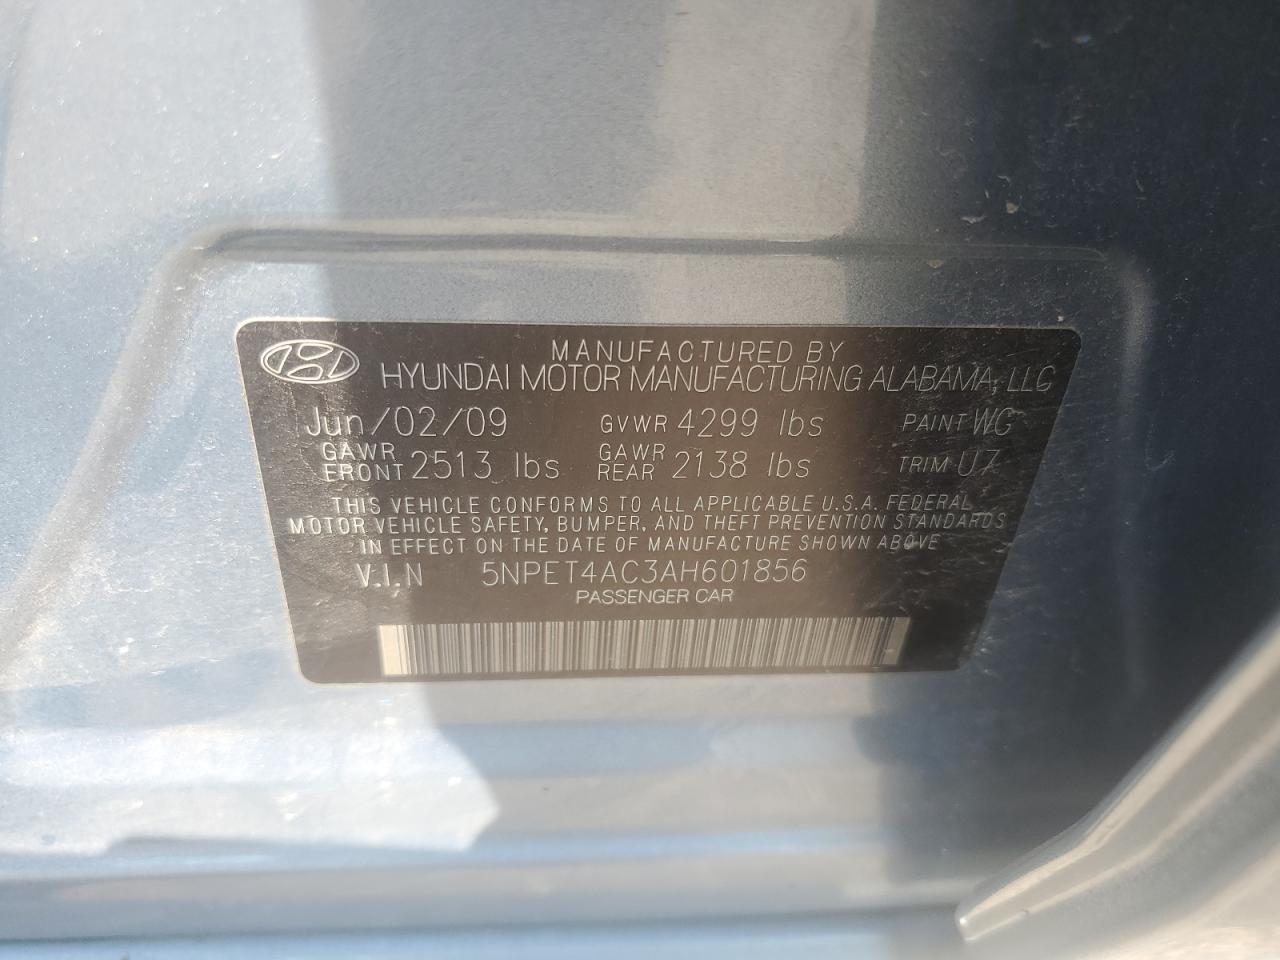 MANUFACTURED BY
HYUNDAI MOTOR MANUFACTURING ALABAMA, LLC
Jun/02/09 GVWR 4299 lbs PAINT WG
GAWR FRONT 2513 lbs GAWR REAR 2138 lbs TRIM U7
THIS VEHICLE CONFORMS TO ALL APPLICABLE U.S.A. FEDERAL
MOTOR VEHICLE SAFETY, BUMPER, AND THEFT PREVENTION STANDARDS
IN EFFECT ON THE DATE OF MANUFACTURE SHOWN ABOVE
V.I.N 5NPET4AC3AH601856
PASSENGER CAR